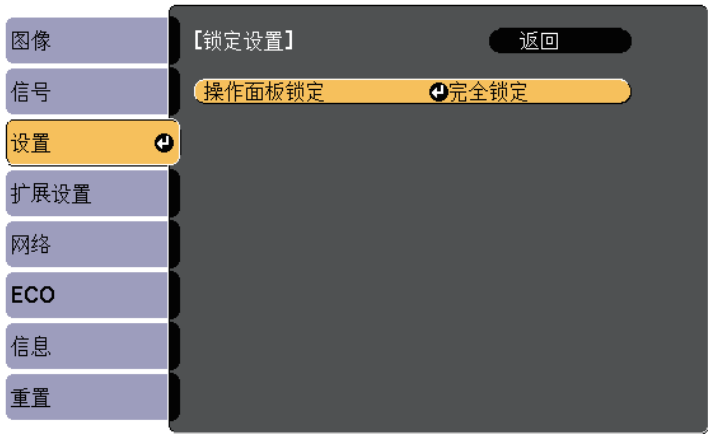 图像
信号
设置
扩展设置
网络
ECO
信息
重置
【锁定设置】
返回
操作面板锁定
完全锁定